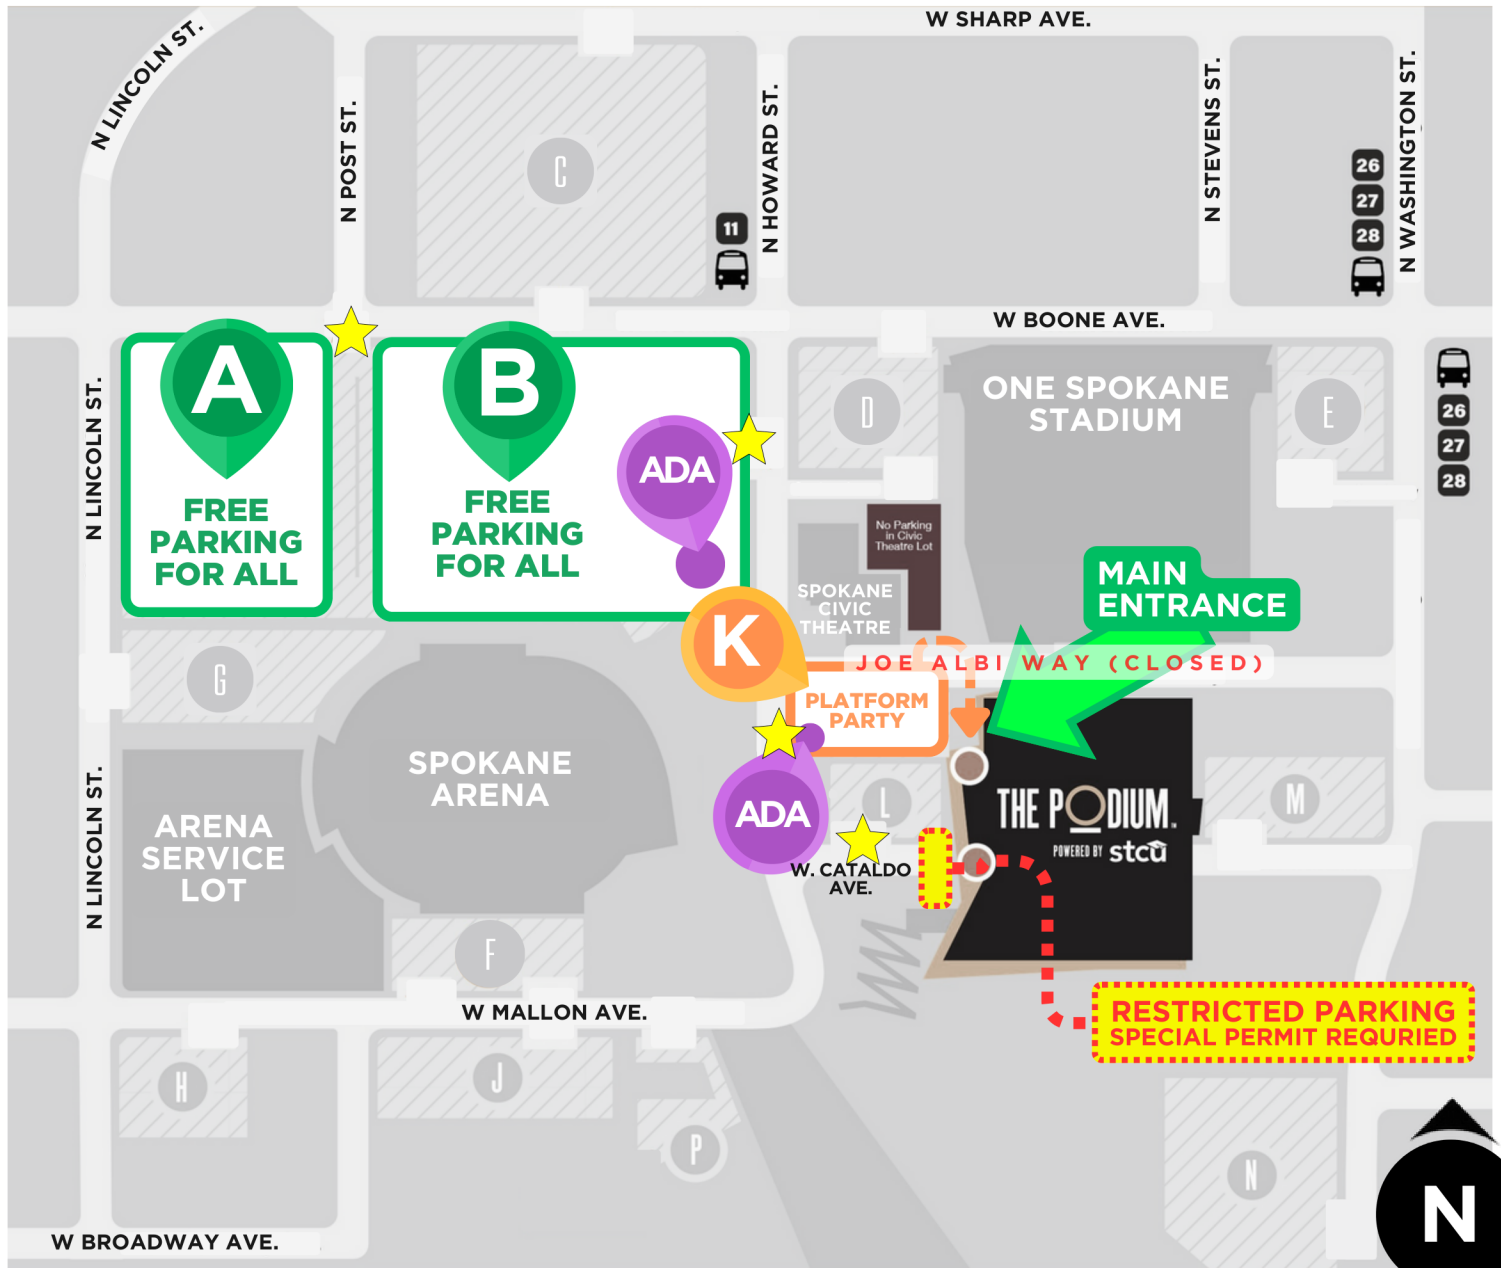 W SHARP AVE.
N LINCOLN ST.
N POST ST.
N HOWARD ST.
N STEVENS ST.
N WASHINGTON ST.
C
11
26
27
28
W BOONE AVE.
A
FREE
PARKING
FOR ALL
B
FREE
PARKING
FOR ALL
ADA
D
ONE SPOKANE
STADIUM
E
26
27
28
N LINCOLN ST.
No Parking
in Civic
Theatre Lot
SPOKANE
CIVIC
THEATRE
MAIN
ENTRANCE
K
JOE ALBI WAY (CLOSED)
G
PLATFORM
PARTY
SPOKANE
ARENA
ADA
L
THE PODIUM.
POWERED BY stcu
M
ARENA
SERVICE
LOT
N LINCOLN ST.
W. CATALDO
AVE.
F
W MALLON AVE.
RESTRICTED PARKING
SPECIAL PERMIT REQURIED
H
J
P
N
W BROADWAY AVE.
N